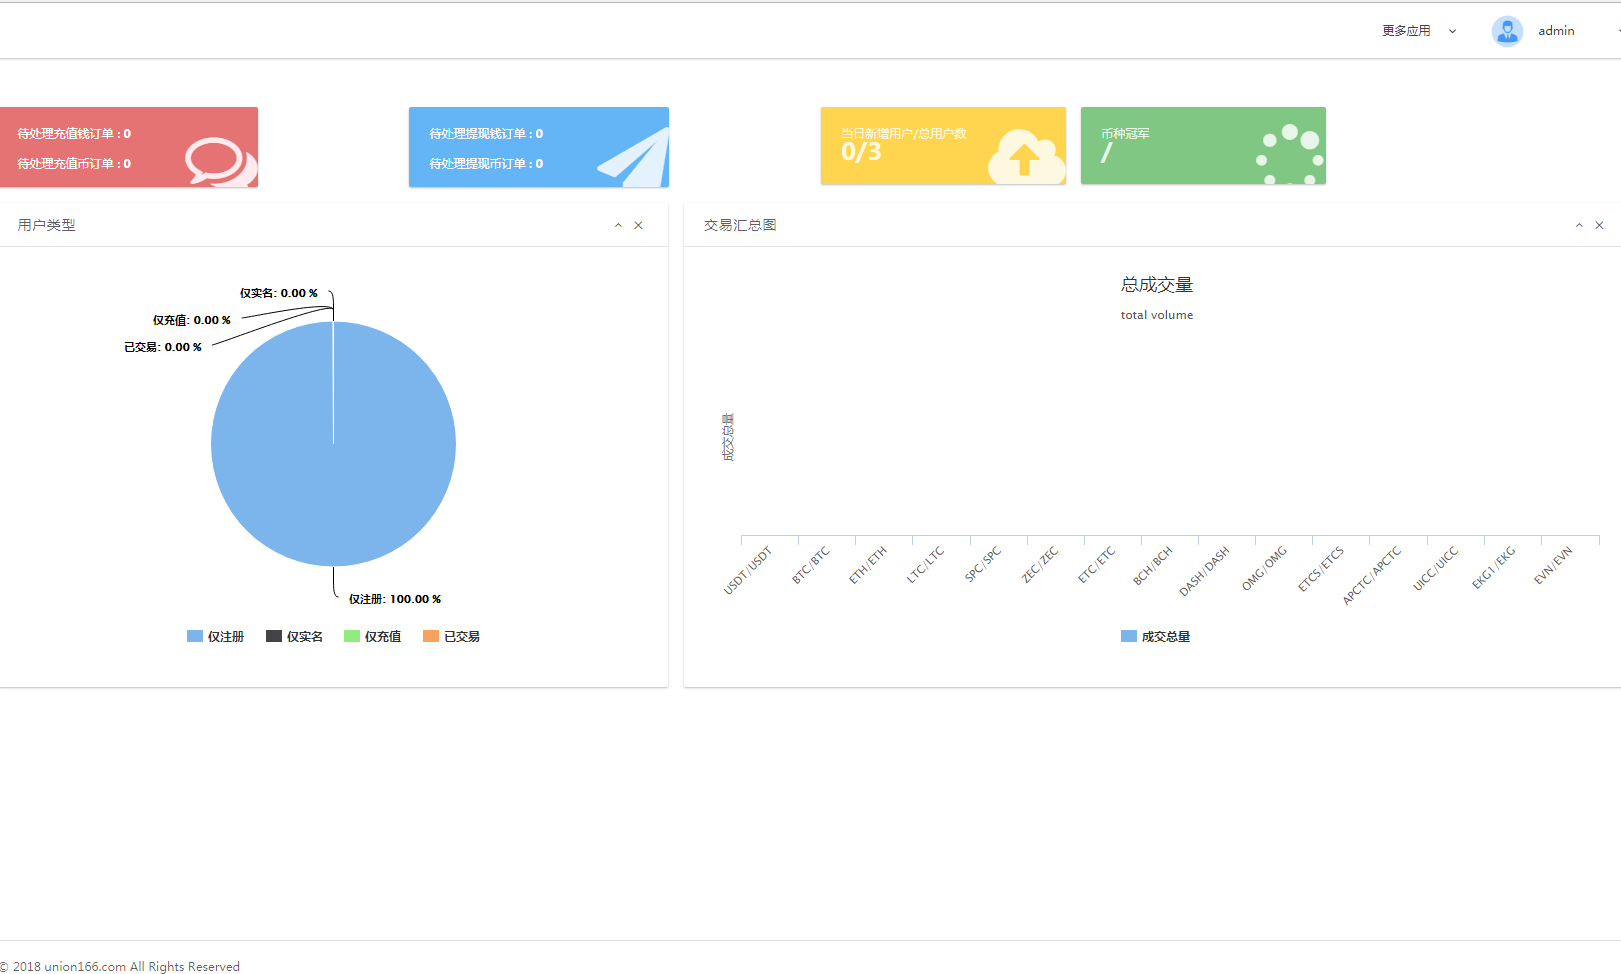 更多应用
admin
待处理充值钱订单 : 0
待处理充值币订单 : 0
待处理提现钱订单 : 0
待处理提现币订单 : 0
当日新增用户/总用户数
0/3
币种冠军
/
用户类型
交易汇总图
仅实名: 0.00 %
仅充值: 0.00 %
已交易: 0.00 %
仅注册: 100.00 %
仅注册
仅实名
仅充值
已交易
总成交量
total volume
成交总量
USDT/USDT
BTC/BTC
ETH/ETH
LTC/LTC
SPC/SPC
ZEC/ZEC
ETC/ETC
BCH/BCH
DASH/DASH
OMG/OMG
ETCS/ETCS
APCTC/APCTC
UICC/UICC
EKG1/EKG
EVN/EVN
成交总量
© 2018 union166.com All Rights Reserved